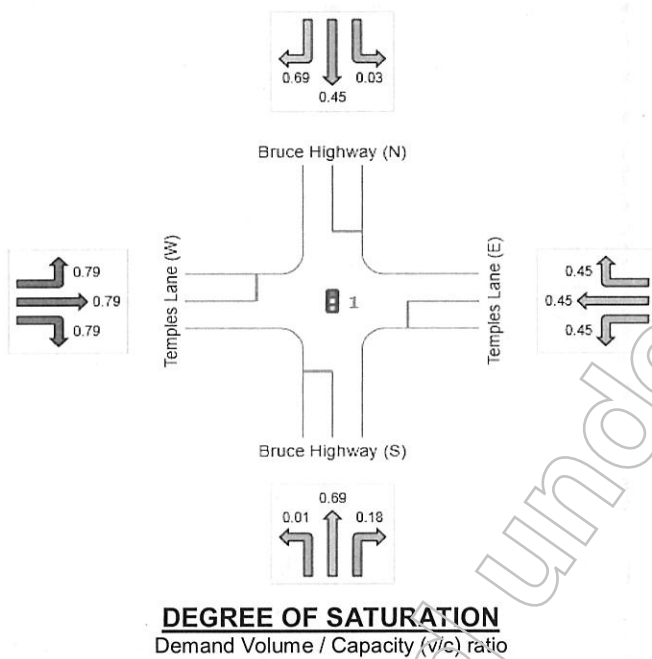 0.69 0.03
0.45
Bruce Highway (N)
Temples Lane (W)
Temples Lane (E)
0.79
0.79
0.79
1
0.45
0.45
0.45
Bruce Highway (S)
0.69
0.01 0.18
DEGREE OF SATURATION
Demand Volume / Capacity (v/c) ratio